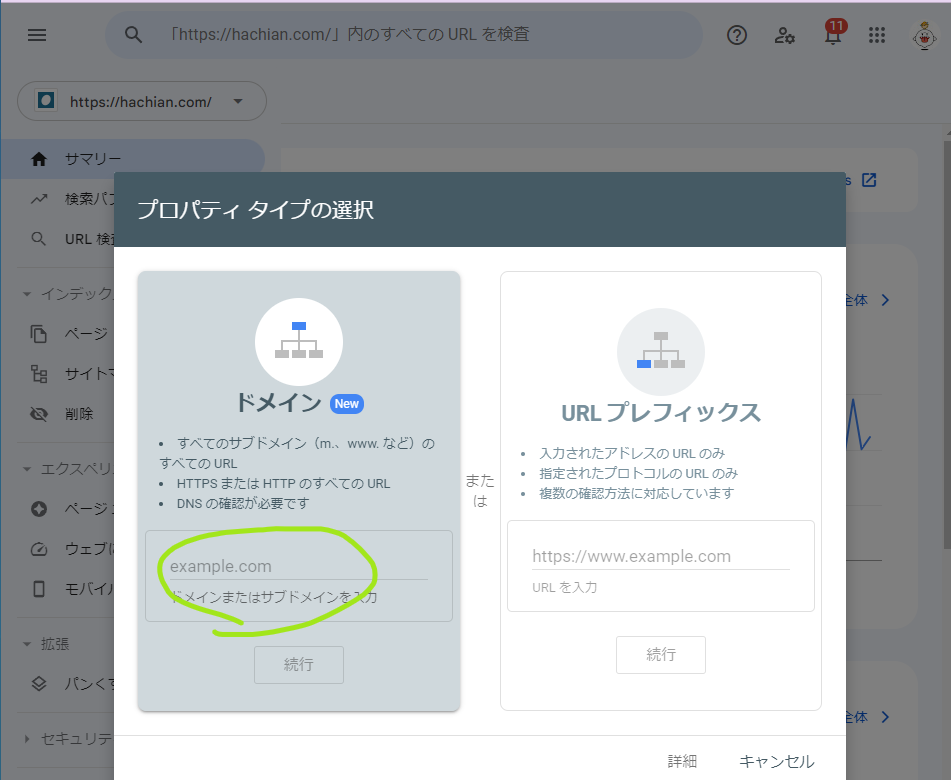 「https://hachian.com/」内のすべての URL を検査
11
https://hachian.com/
サマリー
検索パフ
URL 検査
インデック
ページ
サイトマ
削除
エクスペリ
ページ
ウェブに
モバイル
拡張
パンくず
セキュリテ
s
全体
全体
プロパティ タイプの選択
ドメイン New
• すべてのサブドメイン（m.、www. など）の
すべての URL
• HTTPS または HTTP のすべての URL
• DNS の確認が必要です
example.com
ドメインまたはサブドメインを入力
続行
また
は
URL プレフィックス
• 入力されたアドレスの URL のみ
• 指定されたプロトコルの URL のみ
• 複数の確認方法に対応しています
https://www.example.com
URL を入力
続行
詳細 キャンセル